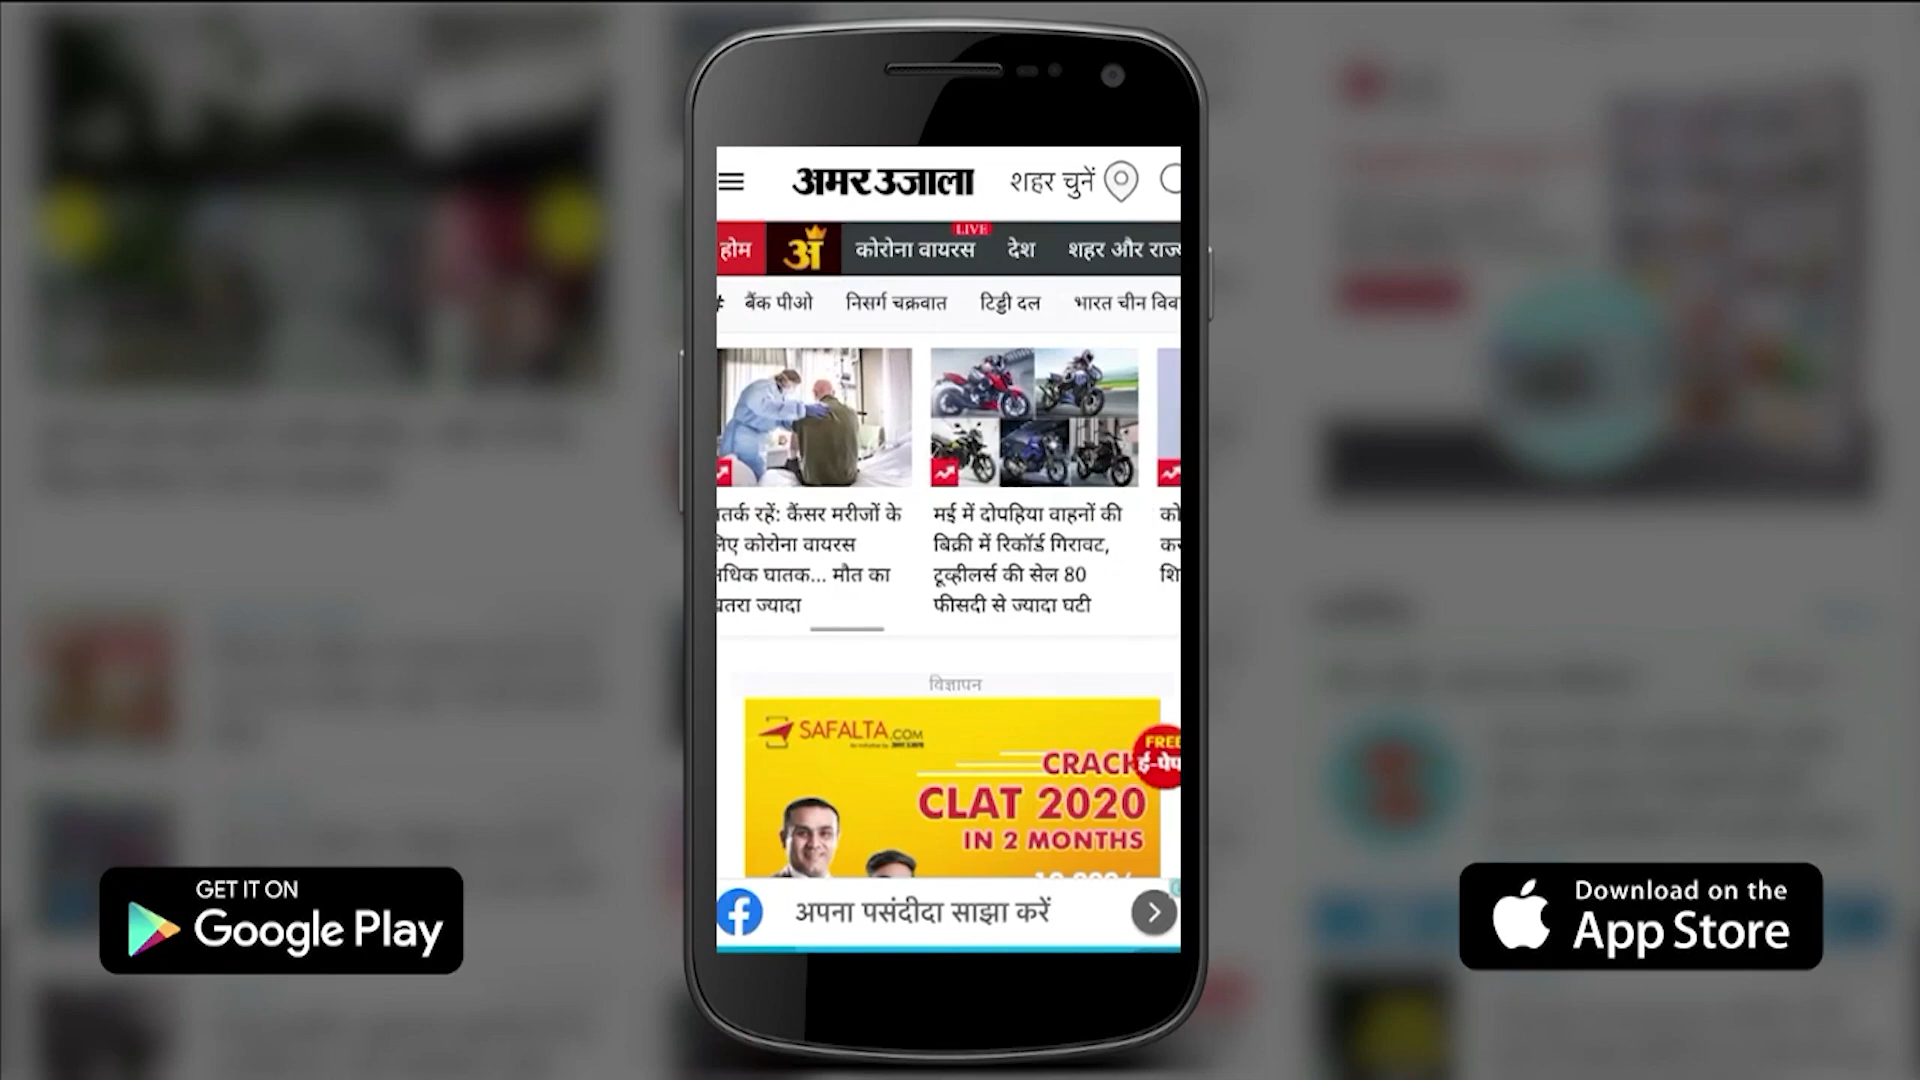 अमर उजाला शहर चुनें
LIVE
होम अ कोरोना वायरस देश शहर और राज्
# बैंक पीओ निसर्ग चक्रवात टिड्डी दल भारत चीन विव
तर्क रहें: कैंसर मरीजों के
लिए कोरोना वायरस
धिक घातक... मौत का
तरा ज्यादा
मई में दोपहिया वाहनों की
बिक्री में रिकॉर्ड गिरावट,
टूव्हीलर्स की सेल 80
फीसदी से ज्यादा घटी
को
कर
शि
विज्ञापन
SAFALTA.COM
FREE
ई-पेप
CRACK
CLAT 2020
IN 2 MONTHS
अपना पसंदीदा साझा करें
GET IT ON
Google Play
Download on the
App Store